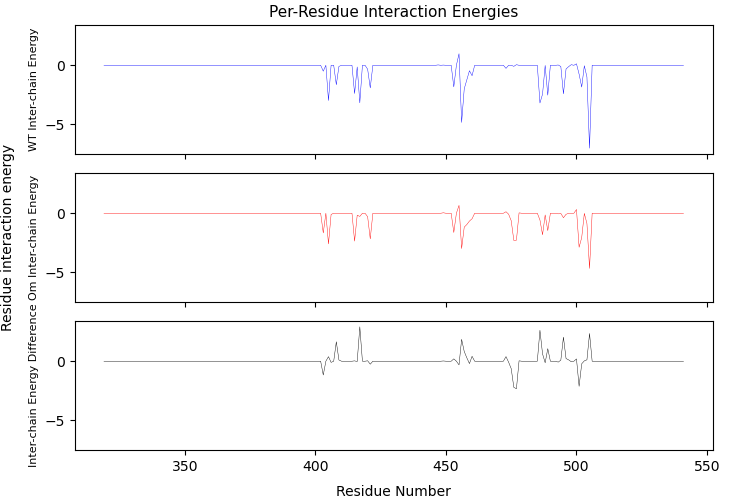 Per-Residue Interaction Energies
Residue interaction energy
WT Inter-chain Energy
0
−5
Om Inter-chain Energy
0
−5
Inter-chain Energy Difference
0
−5
350
400
450
500
550
Residue Number